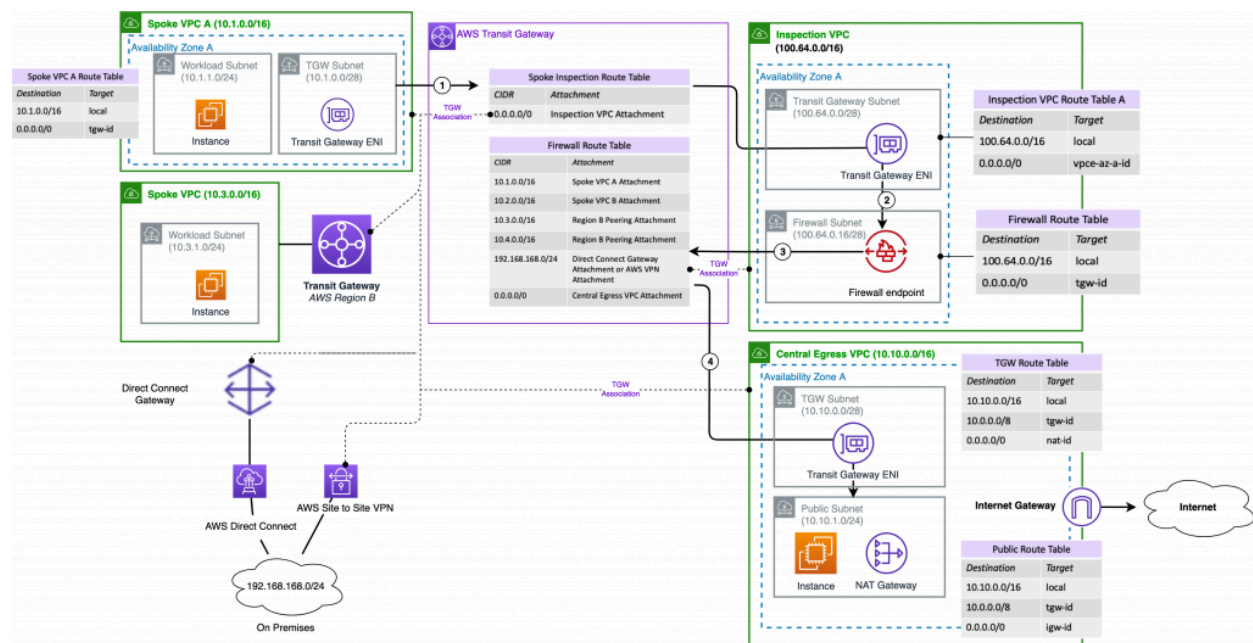 Spoke VPC A (10.1.0.0/16)
Availability Zone A
Workload Subnet
(10.1.1.0/24)
Instance
TGW Subnet
(10.1.0.0/28)
Transit Gateway ENI
Spoke VPC A Route Table
Destination Target
10.1.0.0/16 local
0.0.0.0/0 tgw-id
1
TGW
Association
AWS Transit Gateway
Spoke Inspection Route Table
CIDR Attachment
0.0.0.0/0 Inspection VPC Attachment
Firewall Route Table
CIDR Attachment
10.1.0.0/16 Spoke VPC A Attachment
10.2.0.0/16 Spoke VPC B Attachment
10.3.0.0/16 Region B Peering Attachment
10.4.0.0/16 Region B Peering Attachment
192.168.168.0/24 Direct Connect Gateway
Attachment or AWS VPN
Attachment
0.0.0.0/0 Central Egress VPC Attachment
Inspection VPC
(100.64.0.0/16)
Availability Zone A
Transit Gateway Subnet
(100.64.0.0/28)
Transit Gateway ENI
2
Firewall Subnet
(100.64.0.16/28)
3
Firewall endpoint
TGW
Association
Inspection VPC Route Table A
Destination Target
100.64.0.0/16 local
0.0.0.0/0 vpce-az-a-id
Firewall Route Table
Destination Target
100.64.0.0/16 local
0.0.0.0/0 tgw-id
Spoke VPC (10.3.0.0/16)
Workload Subnet
(10.3.1.0/24)
Instance
Transit Gateway
AWS Region B
4
Direct Connect
Gateway
TGW
Association
AWS Direct Connect
AWS Site to Site VPN
192.168.168.0/24
On Premises
Central Egress VPC (10.10.0.0/16)
Availability Zone A
TGW Subnet
(10.10.0.0/28)
Transit Gateway ENI
Public Subnet
(10.10.1.0/24)
Instance
NAT Gateway
TGW Route Table
Destination Target
10.10.0.0/16 local
10.0.0.0/8 tgw-id
0.0.0.0/0 nat-id
Internet Gateway
Internet
Public Route Table
Destination Target
10.10.0.0/16 local
10.0.0.0/8 tgw-id
0.0.0.0/0 igw-id